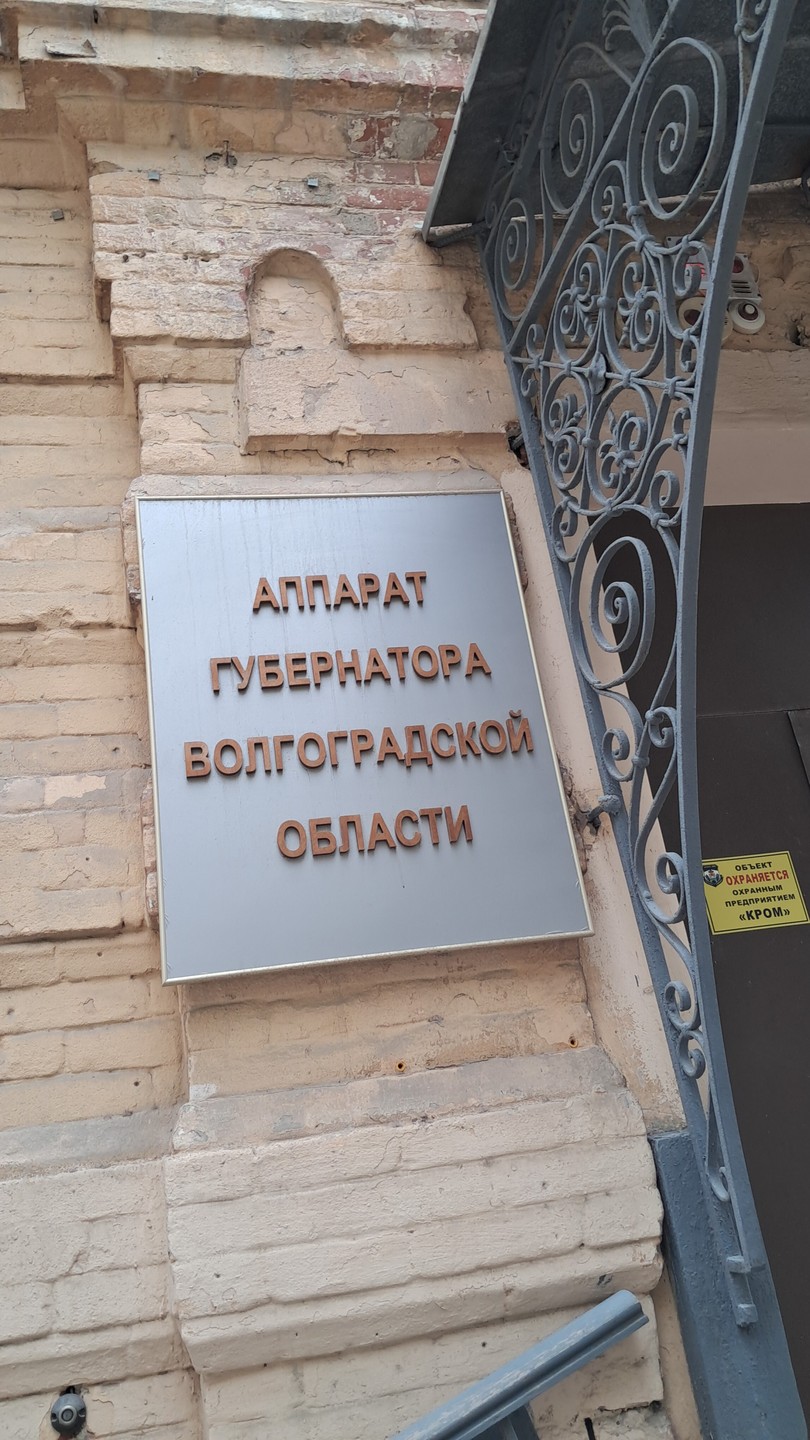 АППАРАТ
ГУБЕРНАТОРА
ВОЛГОГРАДСКОЙ
ОБЛАСТИ
ОБЪЕКТ
ОХРАНЯЕТСЯ
ОХРАННЫМ
ПРЕДПРИЯТИЕМ
«КРОМ»